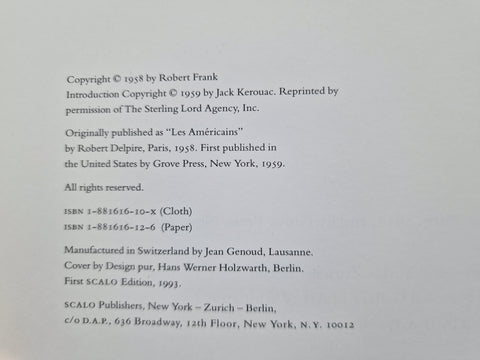 Copyright © 1958 by Robert Frank
Introduction Copyright © 1959 by Jack Kerouac. Reprinted by
permission of The Sterling Lord Agency, Inc.
Originally published as “Les Américains”
by Robert Delpire, Paris, 1958. First published in
the United States by Grove Press, New York, 1959.
All rights reserved.
ISBN 1-881616-10-X (Cloth)
ISBN 1-881616-12-6 (Paper)
Manufactured in Switzerland by Jean Genoud, Lausanne.
Cover by Design pur, Hans Werner Holzwarth, Berlin.
First SCALO Edition, 1993.
SCALO Publishers, New York – Zurich – Berlin,
c/o D.A.P., 636 Broadway, 12th Floor, New York, N.Y. 10012